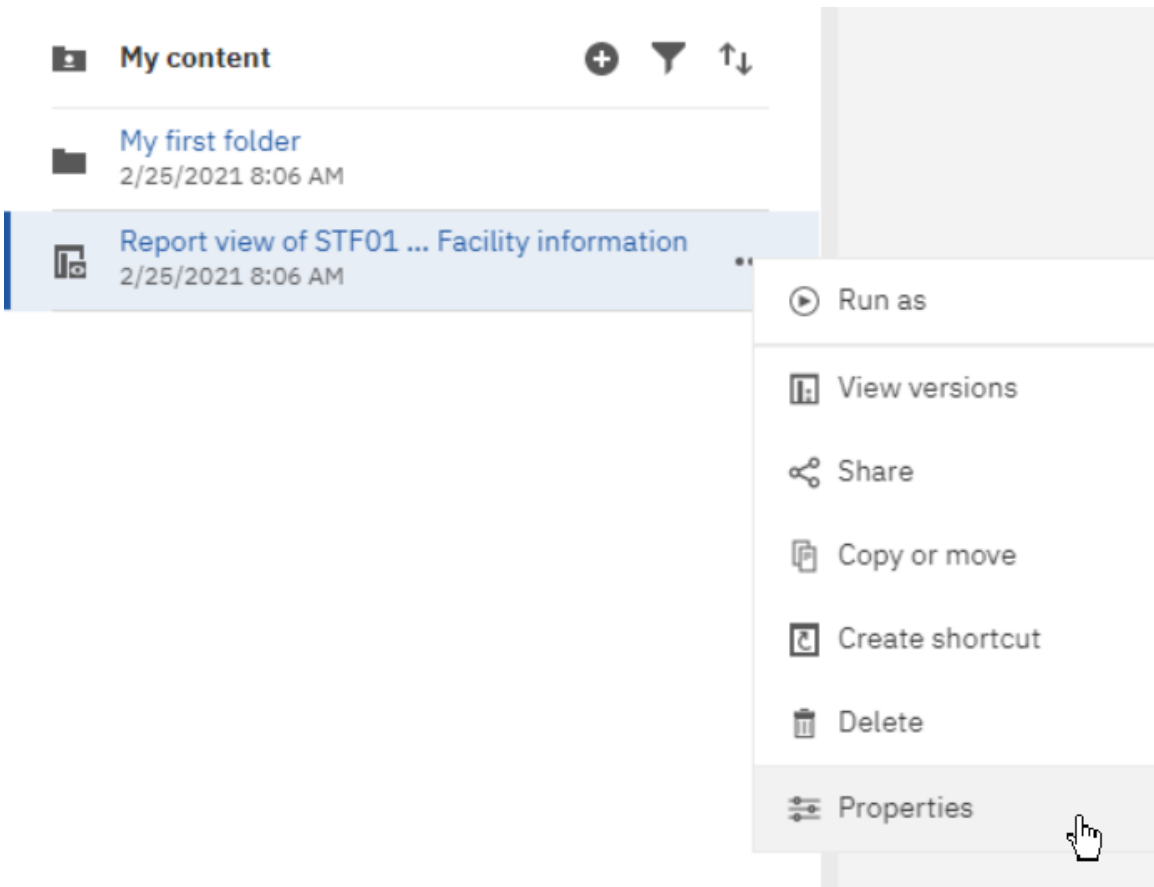 My content
My first folder
2/25/2021 8:06 AM
Report view of STF01 ... Facility information
2/25/2021 8:06 AM
Run as
View versions
Share
Copy or move
Create shortcut
Delete
Properties